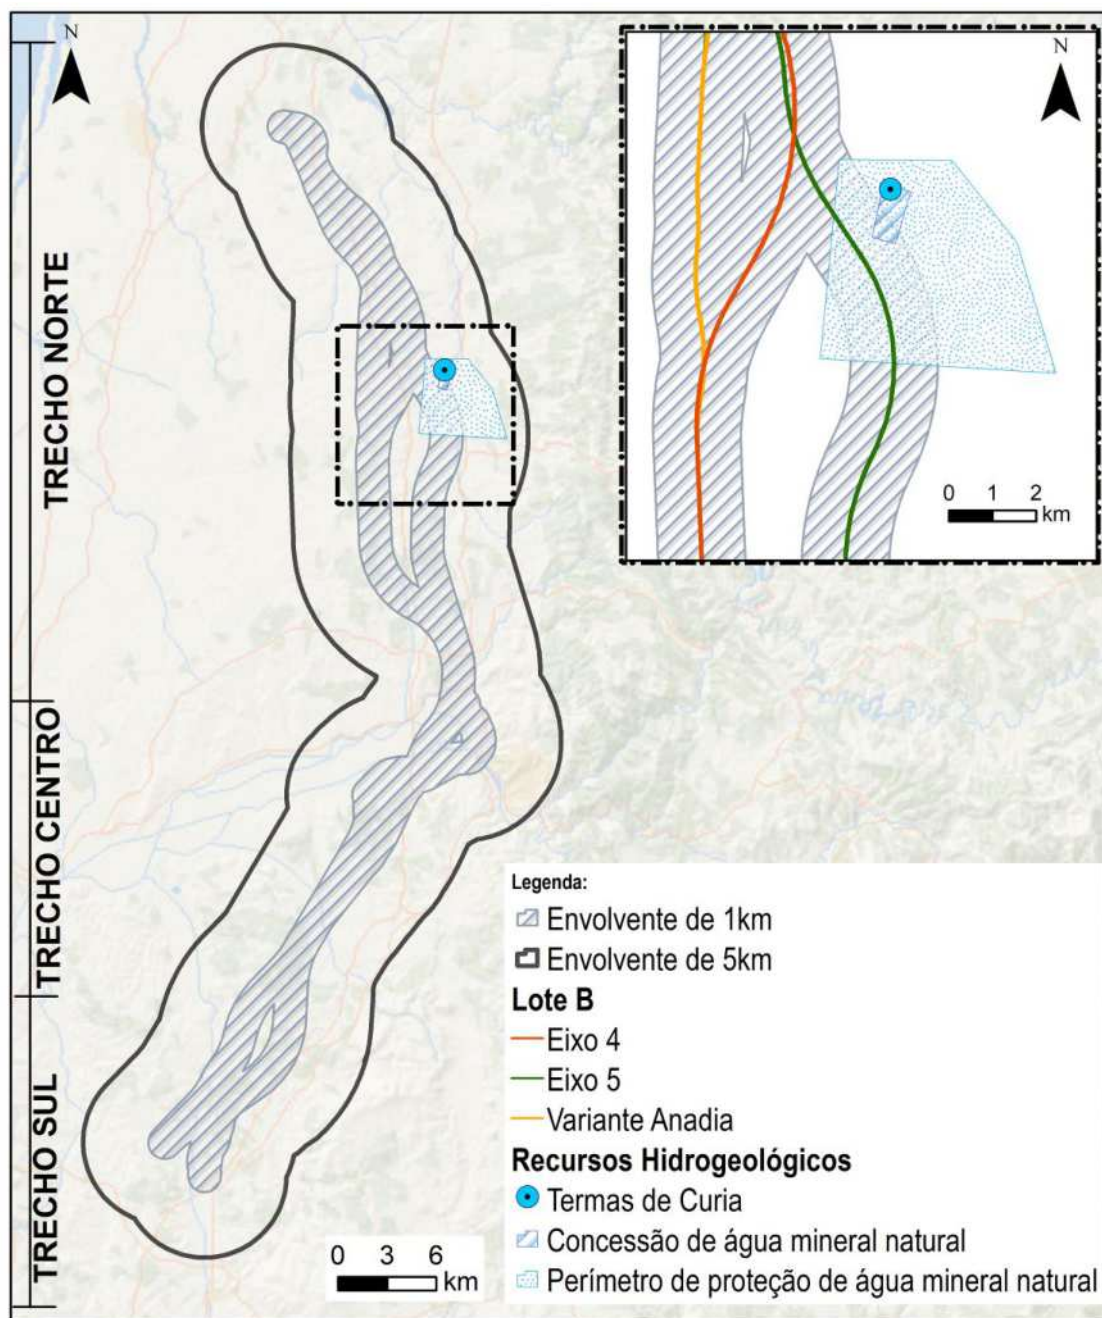 N
N
TRECHO NORTE
0 1 2
km
TRECHO CENTRO
Legenda:
Envolvente de 1km
Envolvente de 5km
Lote B
Eixo 4
Eixo 5
Variante Anadia
Recursos Hidrogeológicos
Termas de Curia
Concessão de água mineral natural
Perímetro de proteção de água mineral natural
TRECHO SUL
0 3 6
km